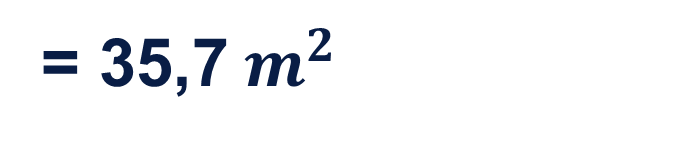 = 35,7 m²